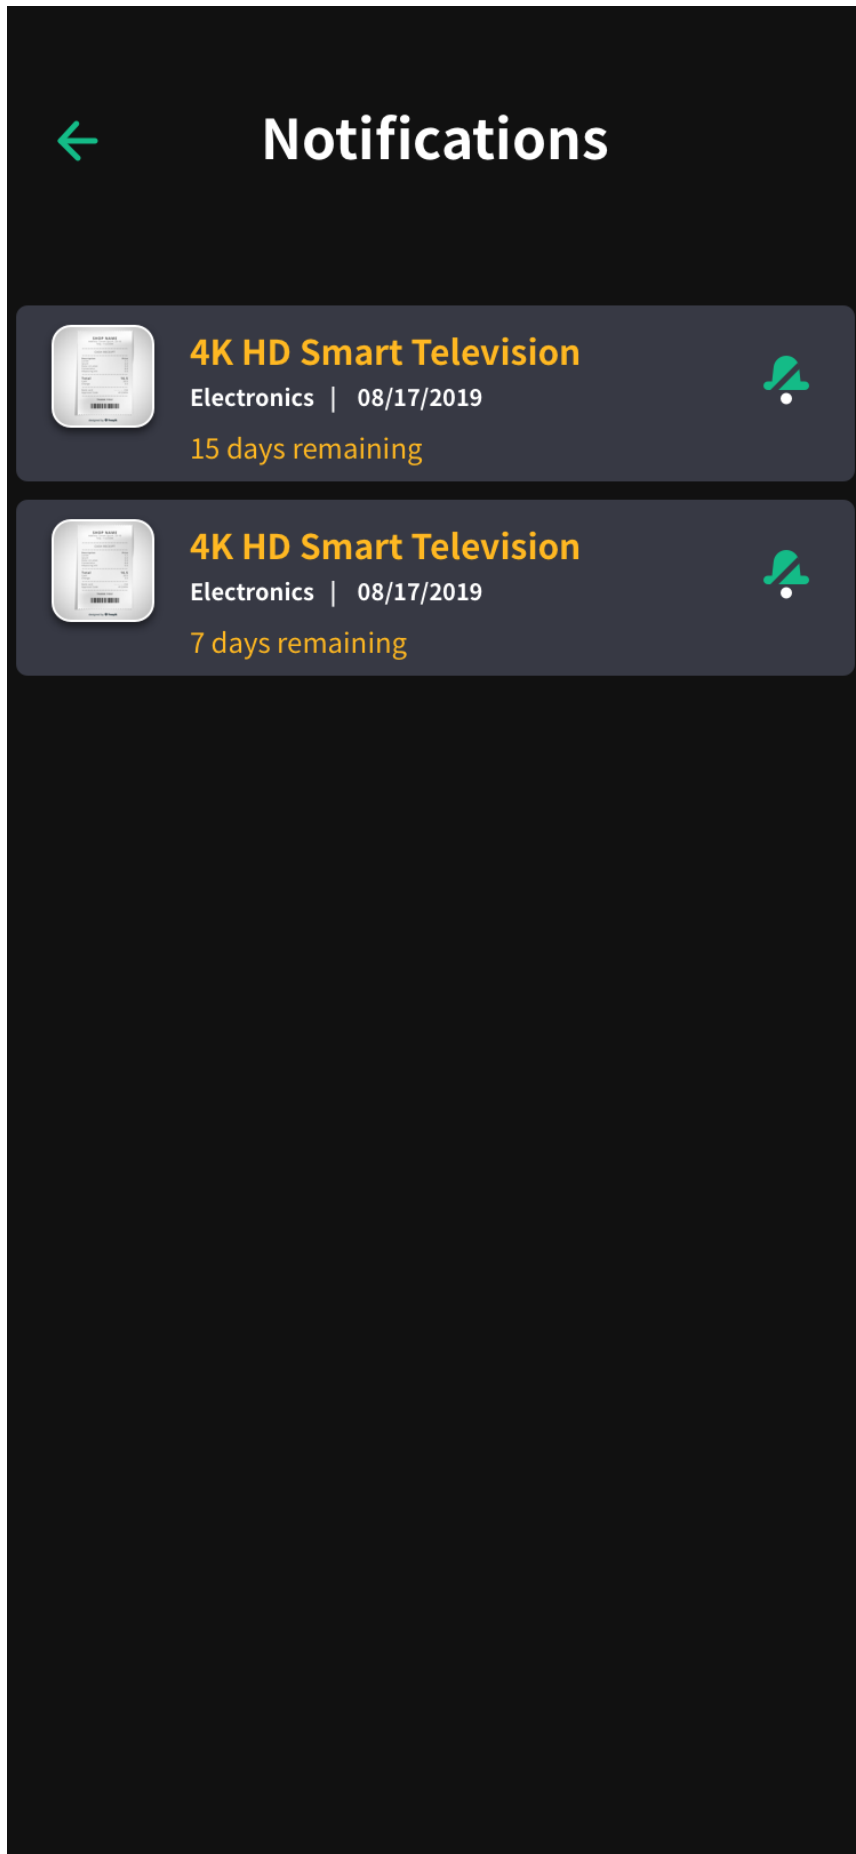 Notifications
4K HD Smart Television
Electronics | 08/17/2019
15 days remaining
4K HD Smart Television
Electronics | 08/17/2019
7 days remaining